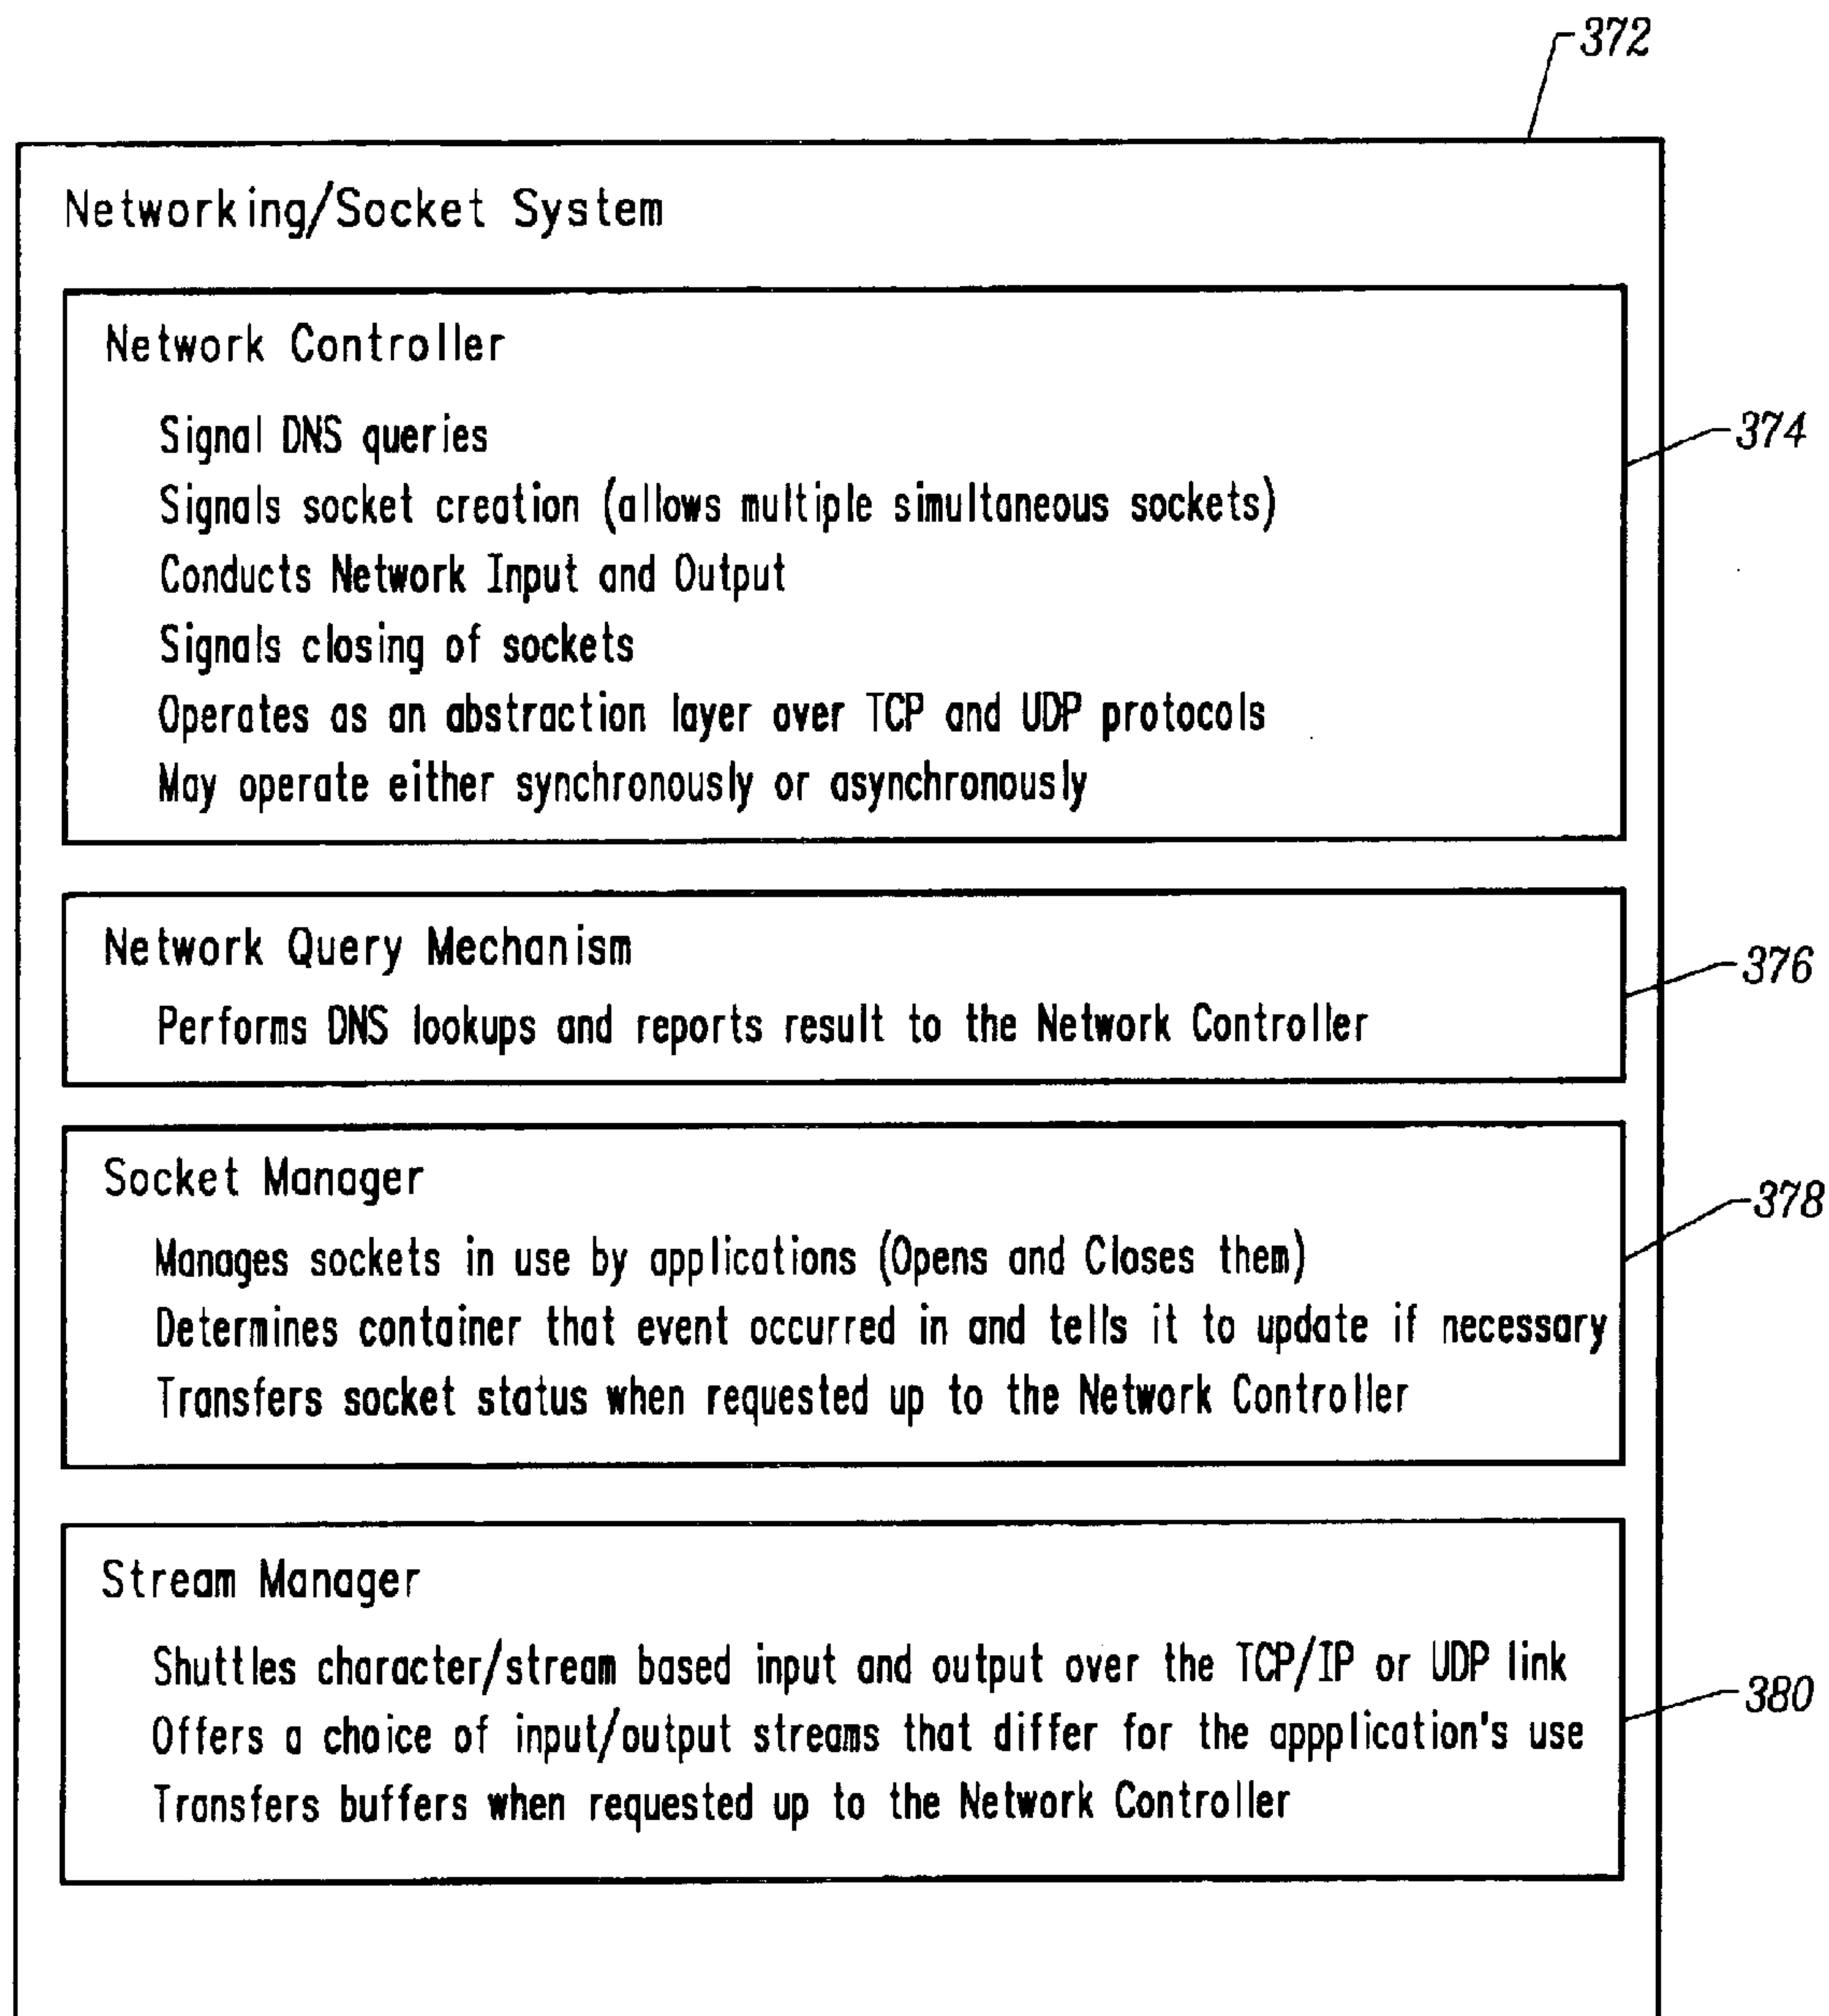 372
Networking/Socket System
Network Controller
Signal DNS queries
374
Signals socket creation (allows multiple simultaneous sockets)
Conducts Network Input and Output
Signals closing of sockets
Operates as an abstraction layer over TCP and UDP protocols
May operate either synchronously or asynchronously
Network Query Mechanism
376
Performs DNS lookups and reports result to the Network Controller
Socket Manager
378
Manages sockets in use by applications (Opens and Closes them)
Determines container that event occurred in and tells it to update if necessary
Transfers socket status when requested up to the Network Controller
Stream Manager
Shuttles character/stream based input and output over the TCP/IP or UDP link
380
Offers a choice of input/output streams that differ for the appplication's use
Transfers buffers when requested up to the Network Controller